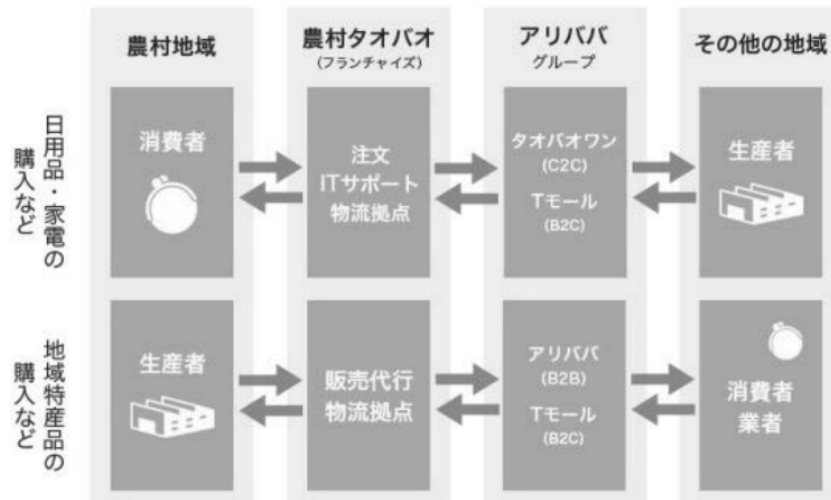 農村地域
農村タオバオ
(フランチャイズ)
アリババ
グループ
その他の地域
日用品・家電の
購入など
消費者
注文
ITサポート
物流拠点
タオバオワン
(C2C)
Tモール
(B2C)
生産者
地域特産品の
購入など
生産者
販売代行
物流拠点
アリババ
(B2B)
Tモール
(B2C)
消費者
業者